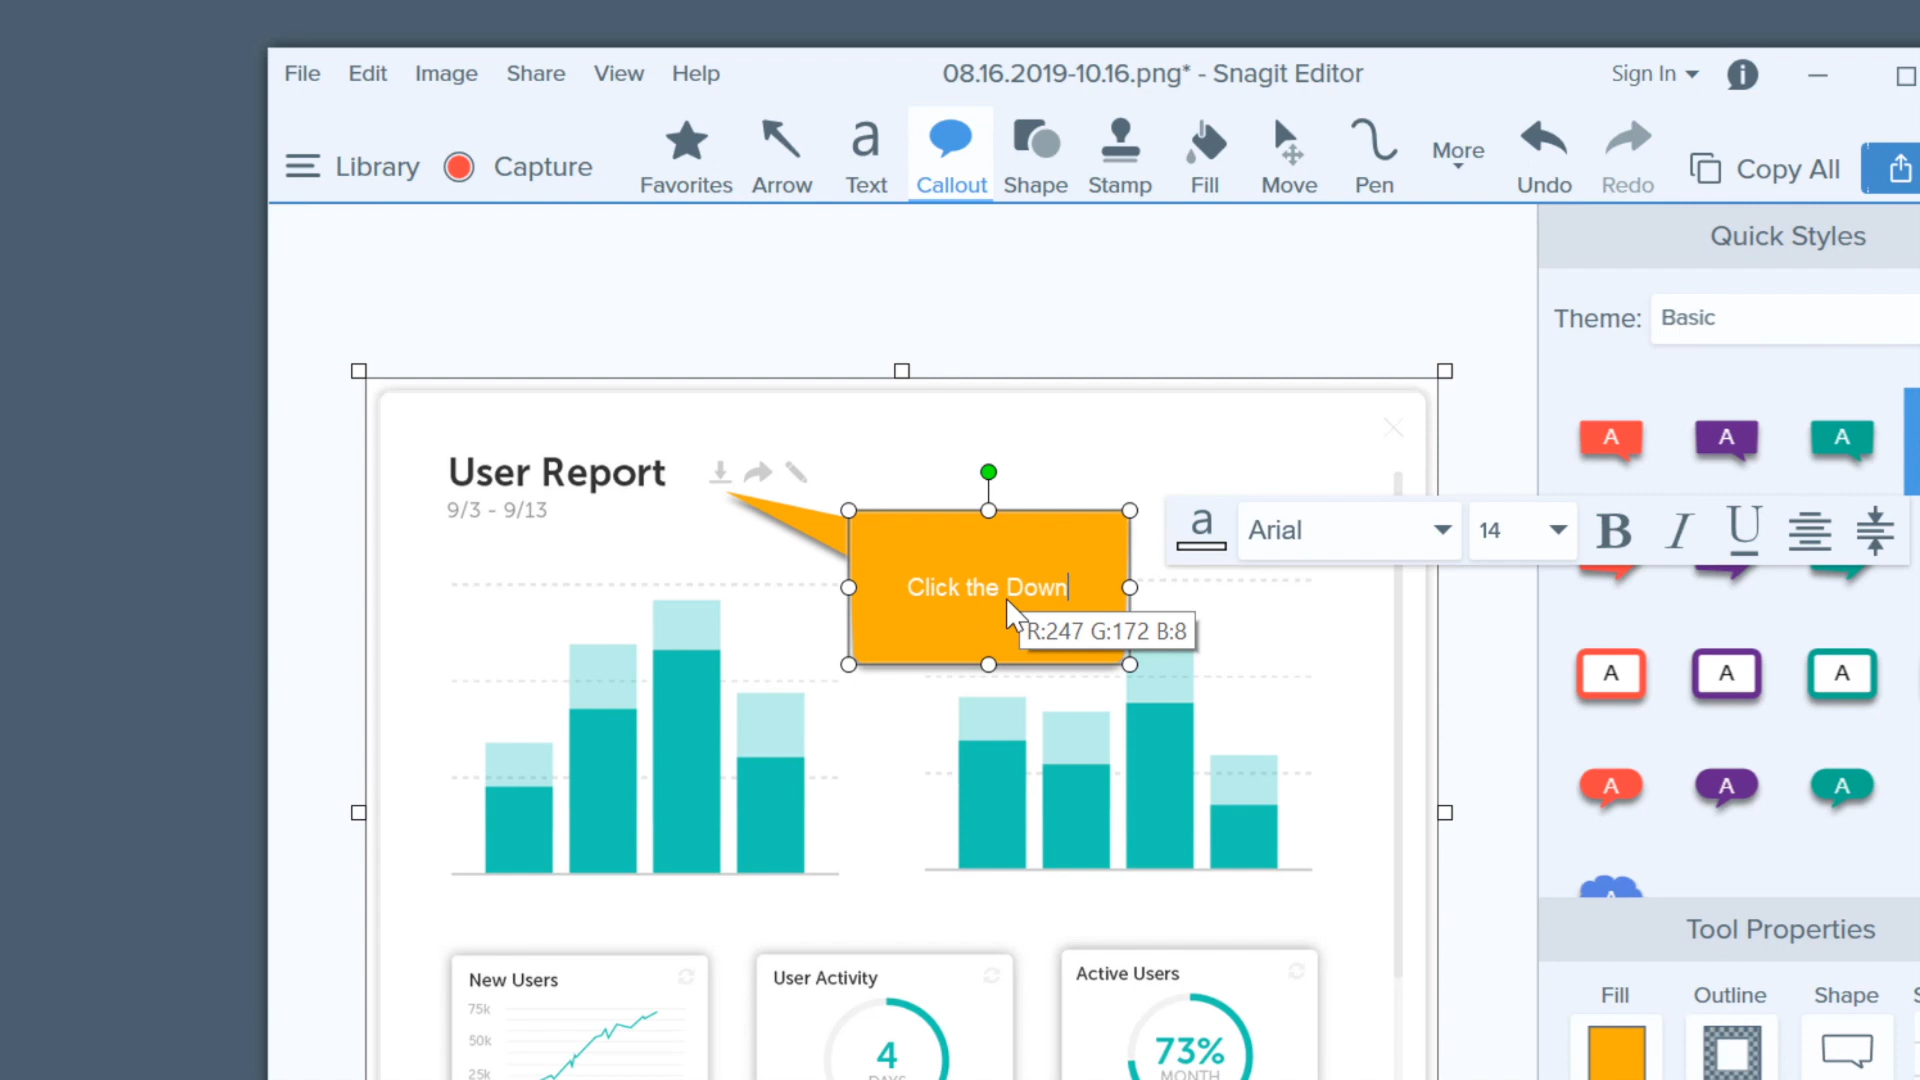 File Edit Image Share View Help
08.16.2019-10.16.png* - Snagit Editor
Sign In
Library Capture
Favorites Arrow Text Callout Shape Stamp Fill Move Pen More Undo Redo Copy All
Quick Styles
Theme: Basic
A A A
User Report
9/3 - 9/13
a Arial 14 B I U
Click the Down
R:247 G:172 B:8
A A A
A A A
Tool Properties
Fill Outline Shape
New Users
75k
50k
25k
User Activity
4
DAYS
Active Users
73%
MONTH